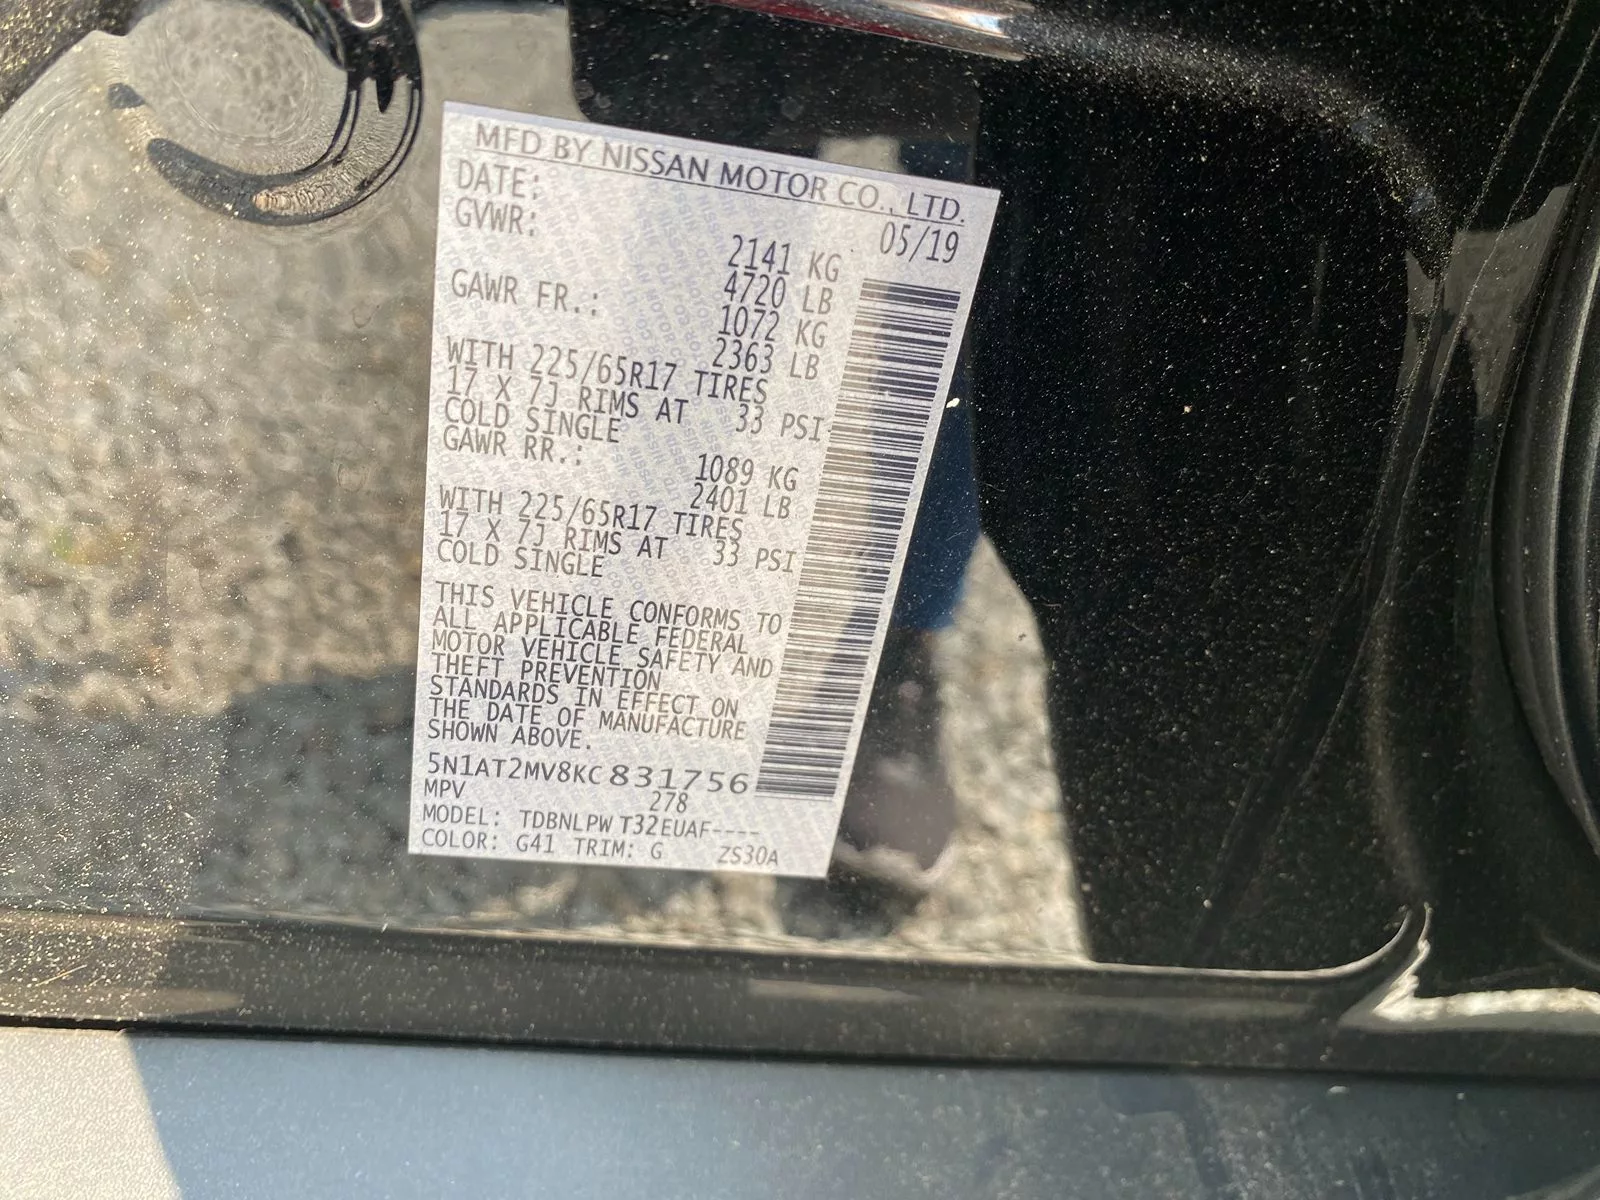 MFD BY NISSAN MOTOR CO., LTD.
DATE: 05/19
GVWR: 2141 KG
4720 LB
GAWR FR.: 1072 KG
2363 LB
WITH 225/65R17 TIRES
17 X 7J RIMS AT 33 PSI
COLD SINGLE
GAWR RR.: 1089 KG
2401 LB
WITH 225/65R17 TIRES
17 X 7J RIMS AT 33 PSI
COLD SINGLE
THIS VEHICLE CONFORMS TO
ALL APPLICABLE FEDERAL
MOTOR VEHICLE SAFETY AND
THEFT PREVENTION
STANDARDS IN EFFECT ON
THE DATE OF MANUFACTURE
SHOWN ABOVE.
5N1AT2MV8KC831756
MPV 278
MODEL: TDBNLPW T32EUAF----
COLOR: G41 TRIM: G ZS30A